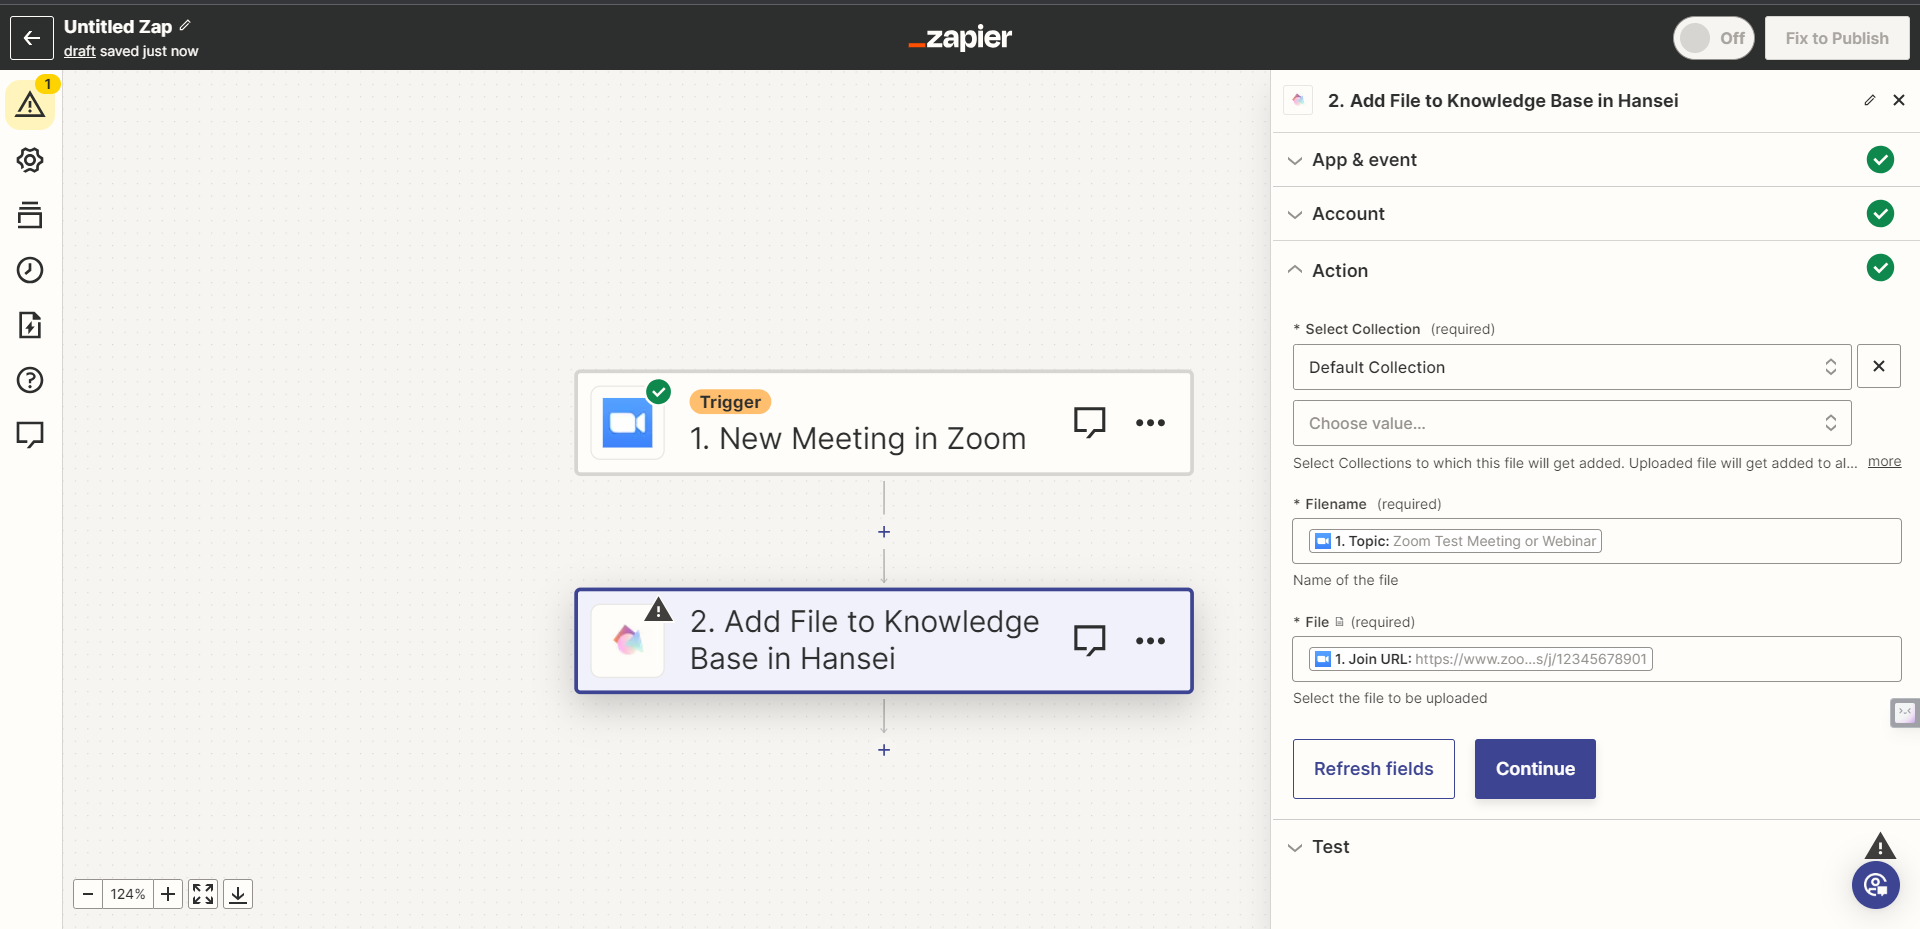 Untitled Zap
draft saved just now
zapier
Off
Fix to Publish
1
Trigger
1. New Meeting in Zoom
+
2. Add File to Knowledge
Base in Hansei
+
− 124% +
2. Add File to Knowledge Base in Hansei
App & event
Account
Action
* Select Collection (required)
Default Collection
Choose value...
Select Collections to which this file will get added. Uploaded file will get added to al... more
* Filename (required)
1. Topic: Zoom Test Meeting or Webinar
Name of the file
* File (required)
1. Join URL: https://www.zoo...s/j/12345678901
Select the file to be uploaded
Refresh fields
Continue
Test